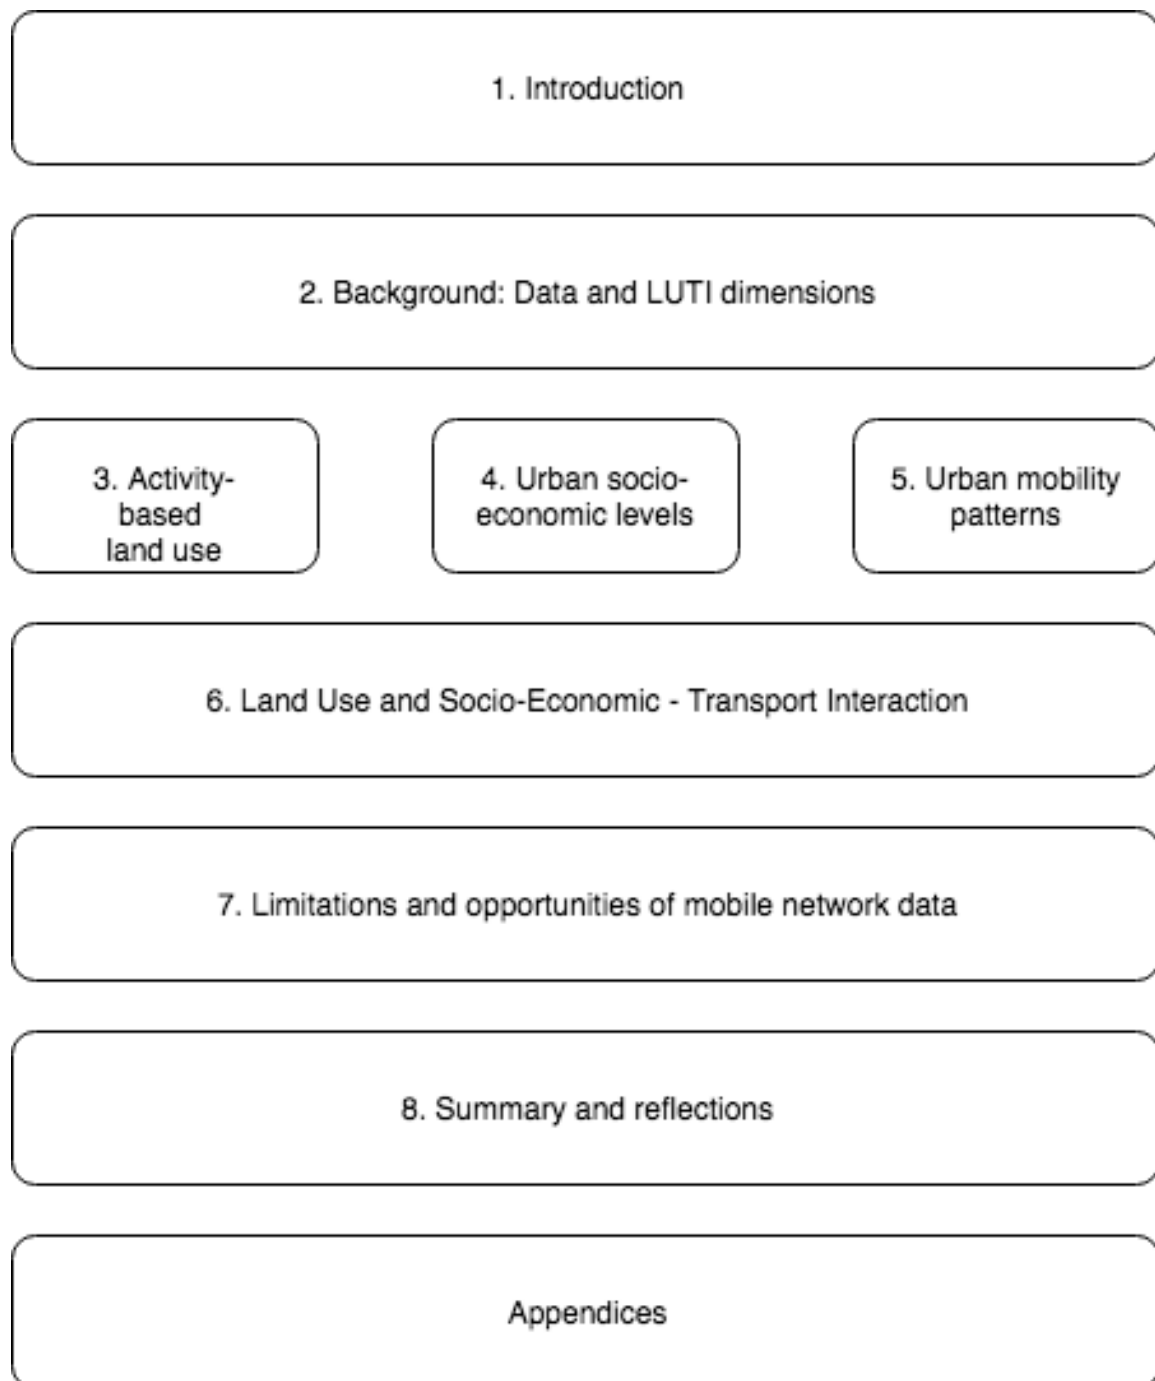 1. Introduction
2. Background: Data and LUTI dimensions
3. Activity-
based
land use
4. Urban socio-
economic levels
5. Urban mobility
patterns
6. Land Use and Socio-Economic - Transport Interaction
7. Limitations and opportunities of mobile network data
8. Summary and reflections
Appendices